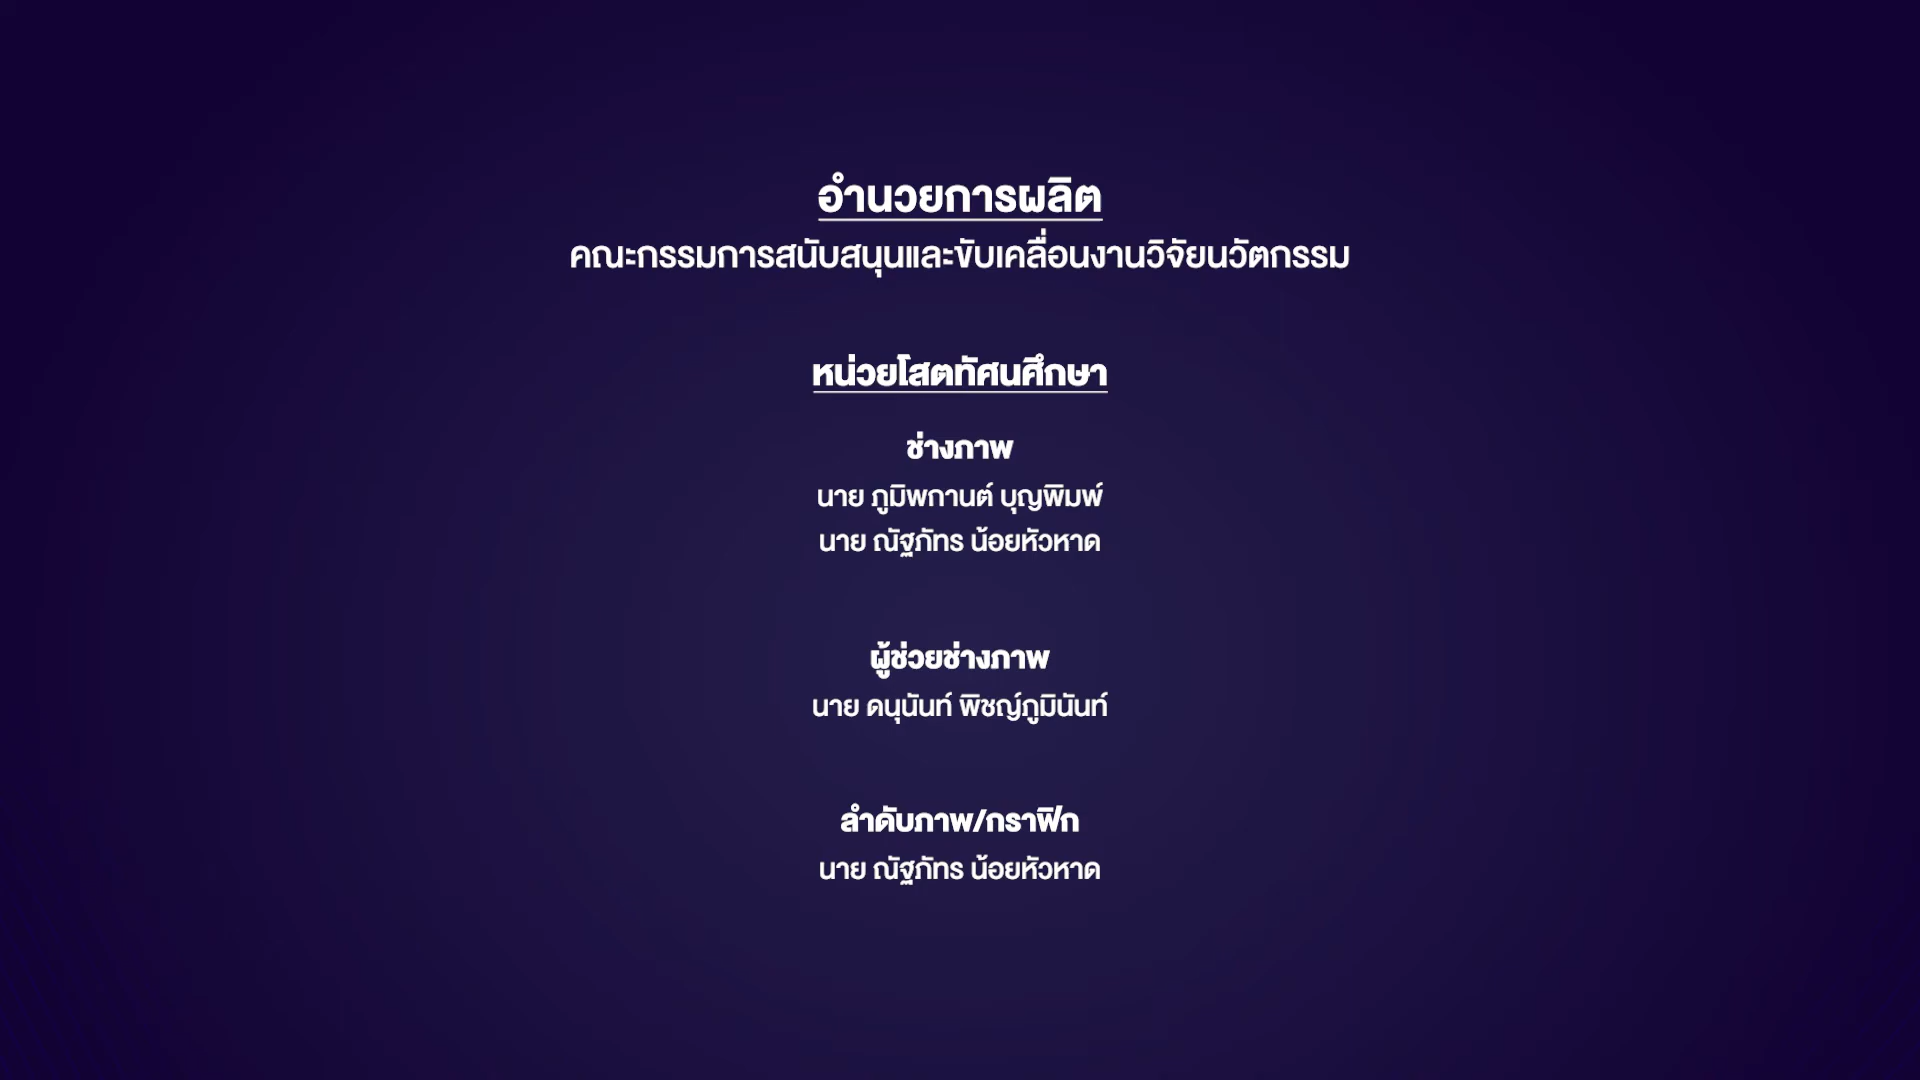 อำนวยการผลิต
คณะกรรมการสนับสนุนและขับเคลื่อนงานวิจัยนวัตกรรม
หน่วยโสตทัศนศึกษา
ช่างภาพ
นาย ภูมิพกานต์ บุญพิมพ์
นาย ณัฐภัทร น้อยหัวหาด
ผู้ช่วยช่างภาพ
นาย ดนุนันท์ พิชญ์ภูมินันท์
ลำดับภาพ/กราฟิก
นาย ณัฐภัทร น้อยหัวหาด